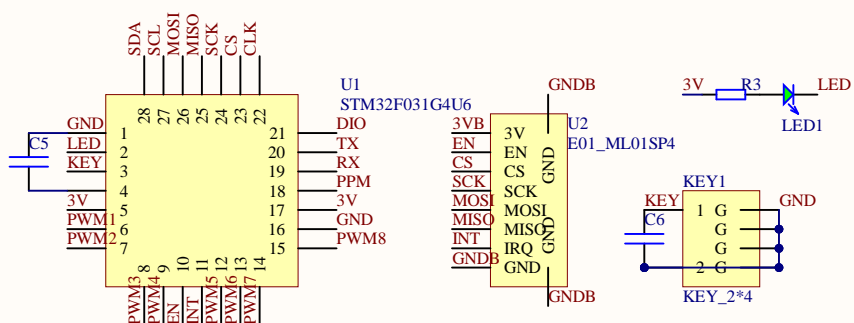 SDA
SCL
MOSI
MISO
SCK
CS
CLK
28
27
26
25
24
23
22
U1
STM32F031G4U6
GND 1
LED 2
KEY 3
4
3V 5
PWM1 6
PWM2 7
C5
21 DIO
20 TX
19 RX
18 PPM
17 3V
16 GND
15 PWM8
8
9
10
11
12
13
14
PWM3
PWM4
EN
INT
PWM5
PWM6
PWM7
GNDB
U2
E01_ML01SP4
3VB 3V
EN EN
CS CS
SCK SCK
MOSI MOSI
MISO MISO
INT IRQ
GNDB GND
GND
GND
GNDB
3V
R3
LED
LED1
KEY1
KEY 1 G GND
C6
G
G
2 G
KEY_2*4